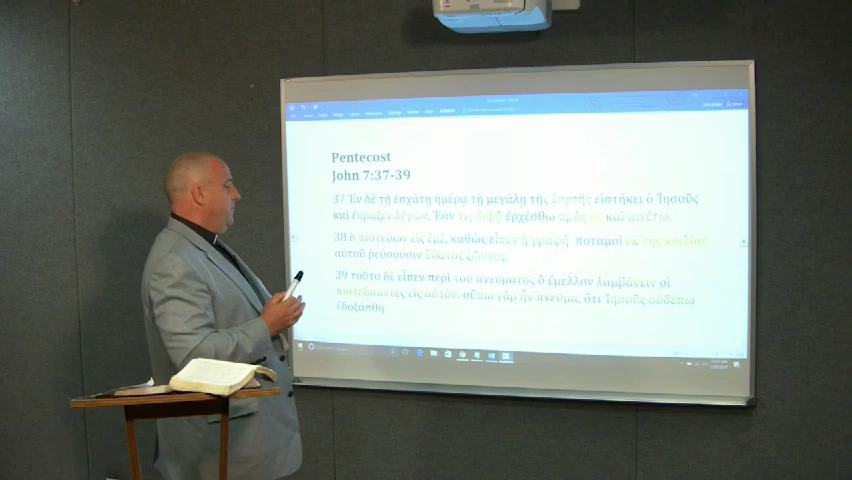 Pentecost
John 7:37-39
37 Ἐν δὲ τῇ ἐσχάτῃ ἡμέρᾳ τῇ μεγάλῃ τῆς ἑορτῆς εἱστήκει ὁ Ἰησοῦς
καὶ ἔκραξεν λέγων, Ἐάν τις διψᾷ ἐρχέσθω πρός καὶ πινέτω.
38 ὁ πιστεύων εἰς ἐμέ, καθὼς εἶπεν ἡ γραφή ποταμοὶ ἐκ τῆς κοιλίας
αὐτοῦ ῥεύσουσιν ὕδατος ζῶντος.
39 τοῦτο δὲ εἶπεν περὶ τοῦ πνεύματος ὃ ἔμελλον λαμβάνειν οἱ
πιστεύσαντες εἰς αὐτόν· οὔπω γὰρ ἦν πνεῦμα, ὅτι Ἰησοῦς οὐδέπω
ἐδοξάσθη